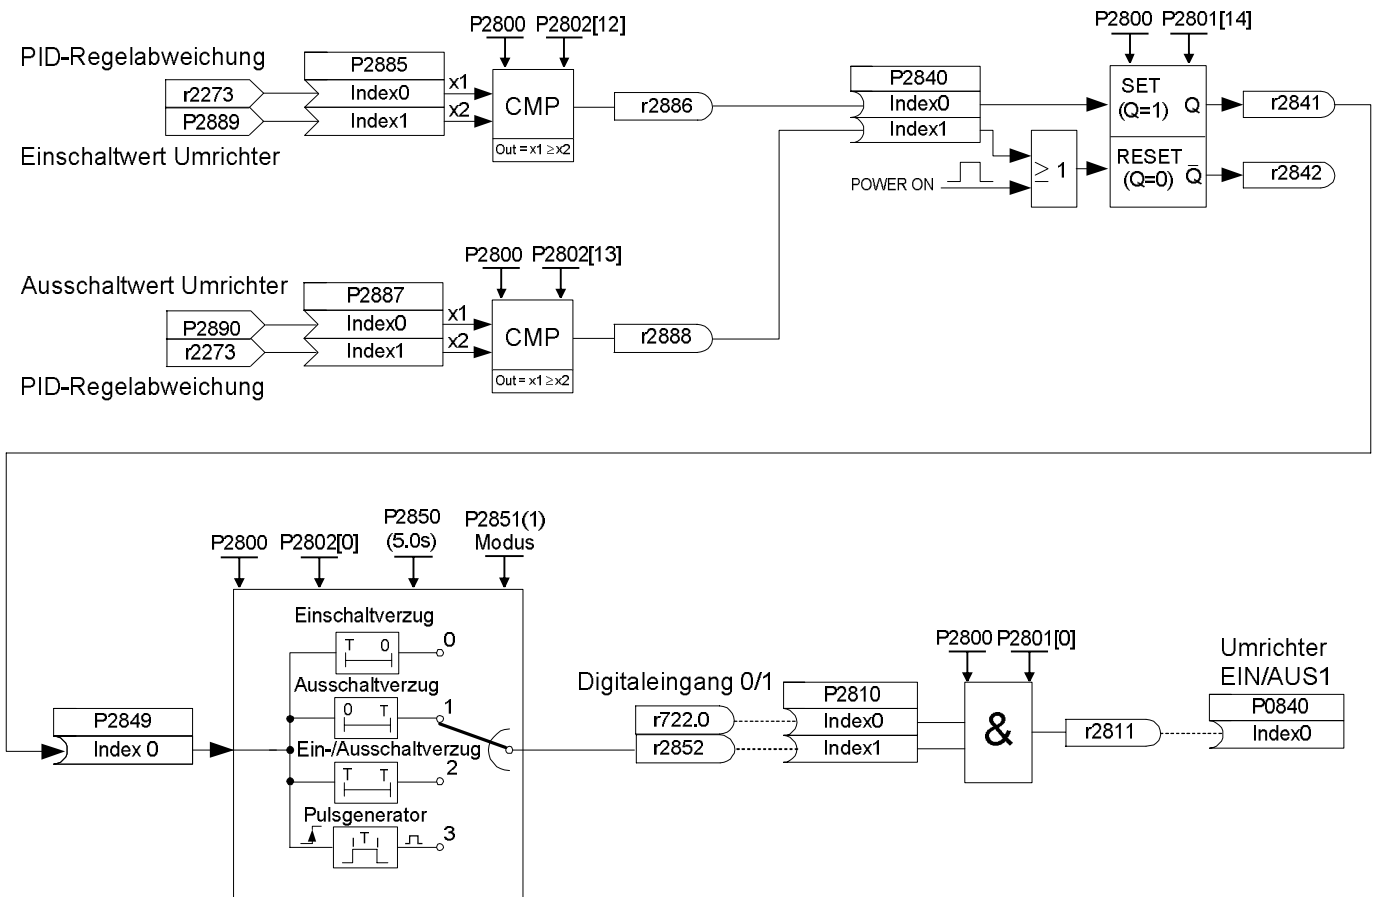 P2800 P2802[12]
PID-Regelabweichung
P2885
r2273 Index0 x1
P2889 Index1 x2
CMP
Out = x1 ≥ x2
r2886
Einschaltwert Umrichter
P2800 P2801[14]
P2840
Index0
Index1
POWER ON
≥ 1
SET
(Q=1) Q
RESET
(Q=0) Q̅
r2841
r2842
P2800 P2802[13]
Ausschaltwert Umrichter
P2887
P2890 Index0 x1
r2273 Index1 x2
CMP
Out = x1 ≥ x2
r2888
PID-Regelabweichung
P2800 P2802[0]
P2850
(5.0s)
P2851(1)
Modus
P2849
Index 0
Einschaltverzug
T 0 0
Ausschaltverzug
0 T 1
Ein-/Ausschaltverzug
T T 2
Pulsgenerator
T 3
Digitaleingang 0/1
r722.0
r2852
P2810
Index0
Index1
P2800 P2801[0]
&
r2811
Umrichter
EIN/AUS1
P0840
Index0